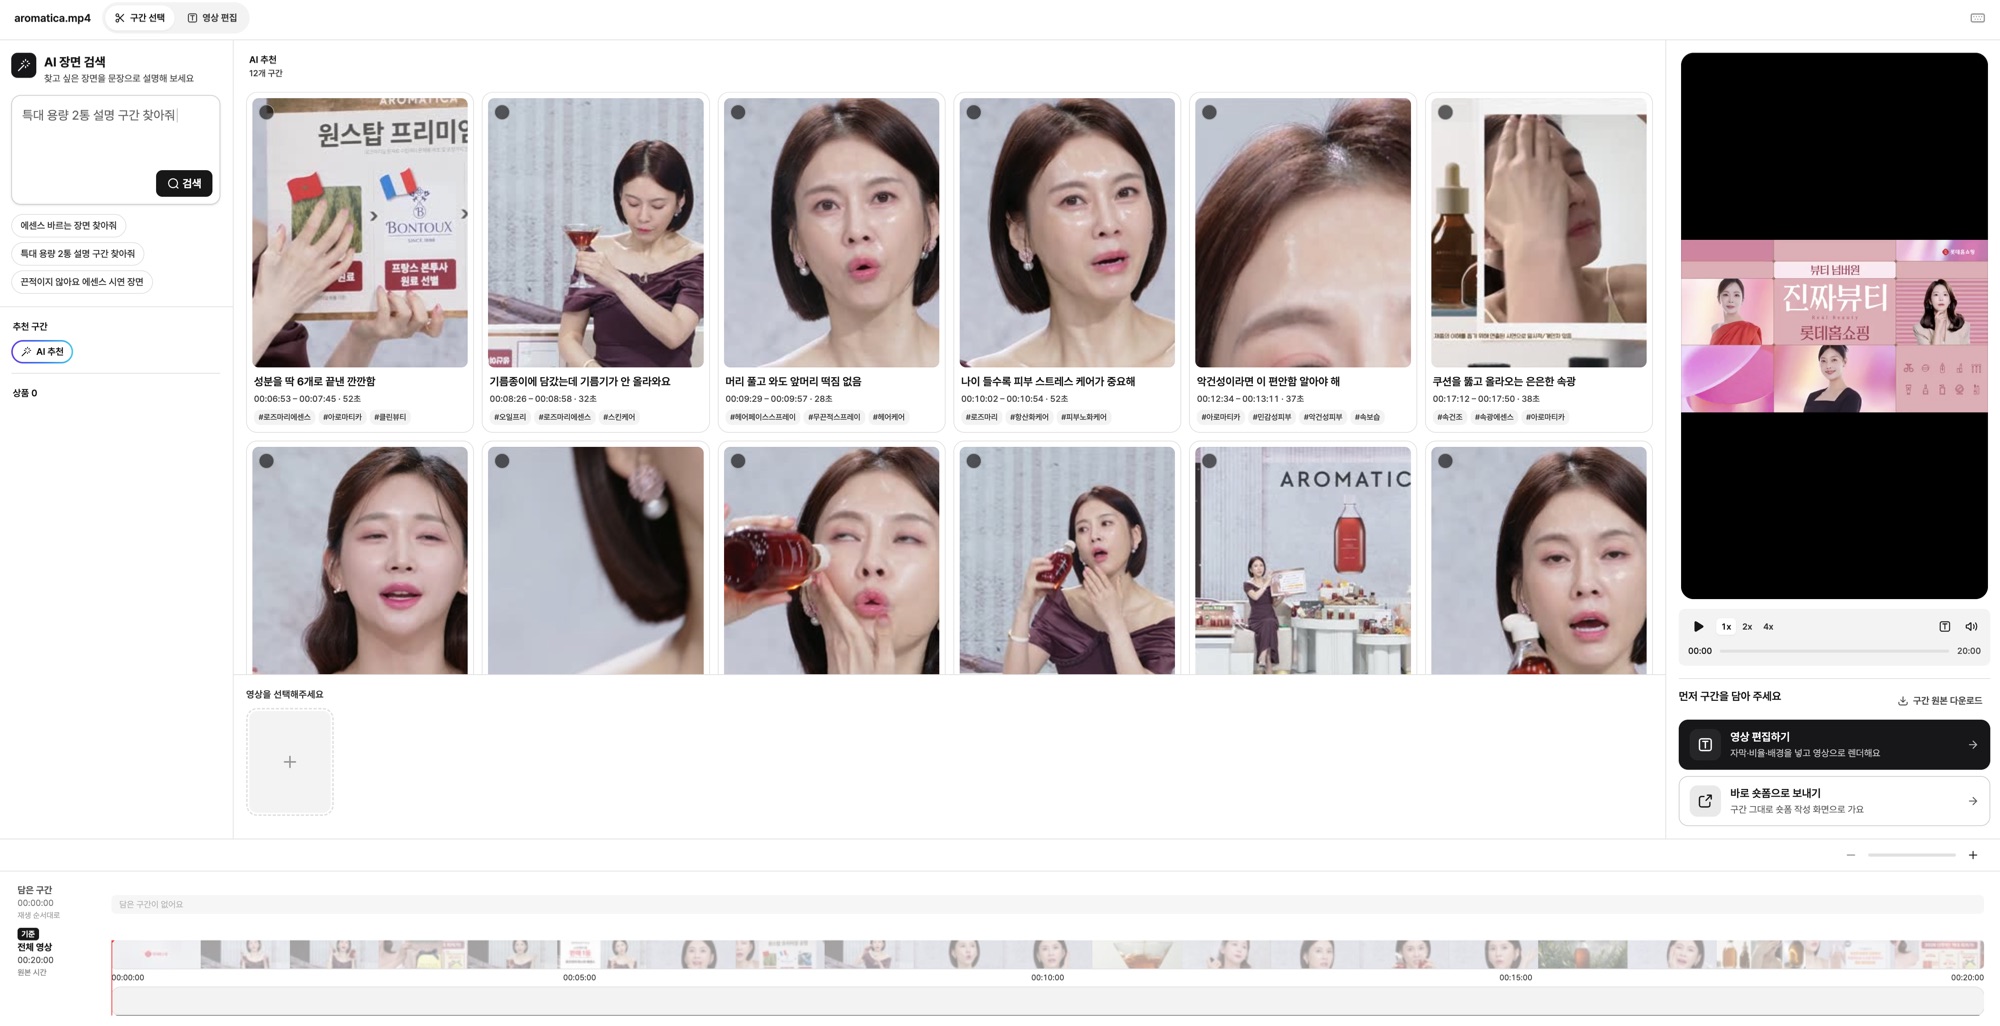 aromatica.mp4
구간 선택
영상 편집
AI 장면 검색
찾고 싶은 장면을 문장으로 설명해 보세요
특대 용량 2통 설명 구간 찾아줘
검색
에센스 바르는 장면 찾아줘
특대 용량 2통 설명 구간 찾아줘
끈적이지 않아요 에센스 시연 장면
추천 구간
AI 추천
상품 0
AI 추천
12개 구간
AROMATICA
원스탑 프리미엄
BONTOUX
SINCE 1898
원료
프랑스 본투사
원료 선별
성분을 딱 6개로 끝낸 깐깐함
00:06:53 – 00:07:45 · 52초
#로즈마리에센스 #아로마티카 #클린뷰티
기름종이에 담갔는데 기름기가 안 올라와요
00:08:26 – 00:08:58 · 32초
#오일프리 #로즈마리에센스 #스킨케어
머리 풀고 와도 앞머리 떡짐 없음
00:09:29 – 00:09:57 · 28초
#헤어페이스스프레이 #무끈적스프레이 #헤어케어
나이 들수록 피부 스트레스 케어가 중요해
00:10:02 – 00:10:54 · 52초
#로즈마리 #항산화케어 #피부노화케어
악건성이라면 이 편안함 알아야 해
00:12:34 – 00:13:11 · 37초
#아로마티카 #민감성피부 #악건성피부 #속보습
쿠션을 뚫고 올라오는 은은한 속광
00:17:12 – 00:17:50 · 38초
#속건조 #속광에센스 #아로마티카
AROMATIC
영상을 선택해주세요
롯데홈쇼핑
뷰티 넘버원
진짜뷰티
Real Beauty
롯데홈쇼핑
1x 2x 4x
00:00
20:00
먼저 구간을 담아 주세요
구간 원본 다운로드
영상 편집하기
자막·비율·배경을 넣고 영상으로 렌더해요
바로 숏폼으로 보내기
구간 그대로 숏폼 작성 화면으로 가요
담은 구간
00:00:00
재생 순서대로
담은 구간이 없어요
기준
전체 영상
00:20:00
원본 시간
00:00:00
00:05:00
00:10:00
00:15:00
00:20:00